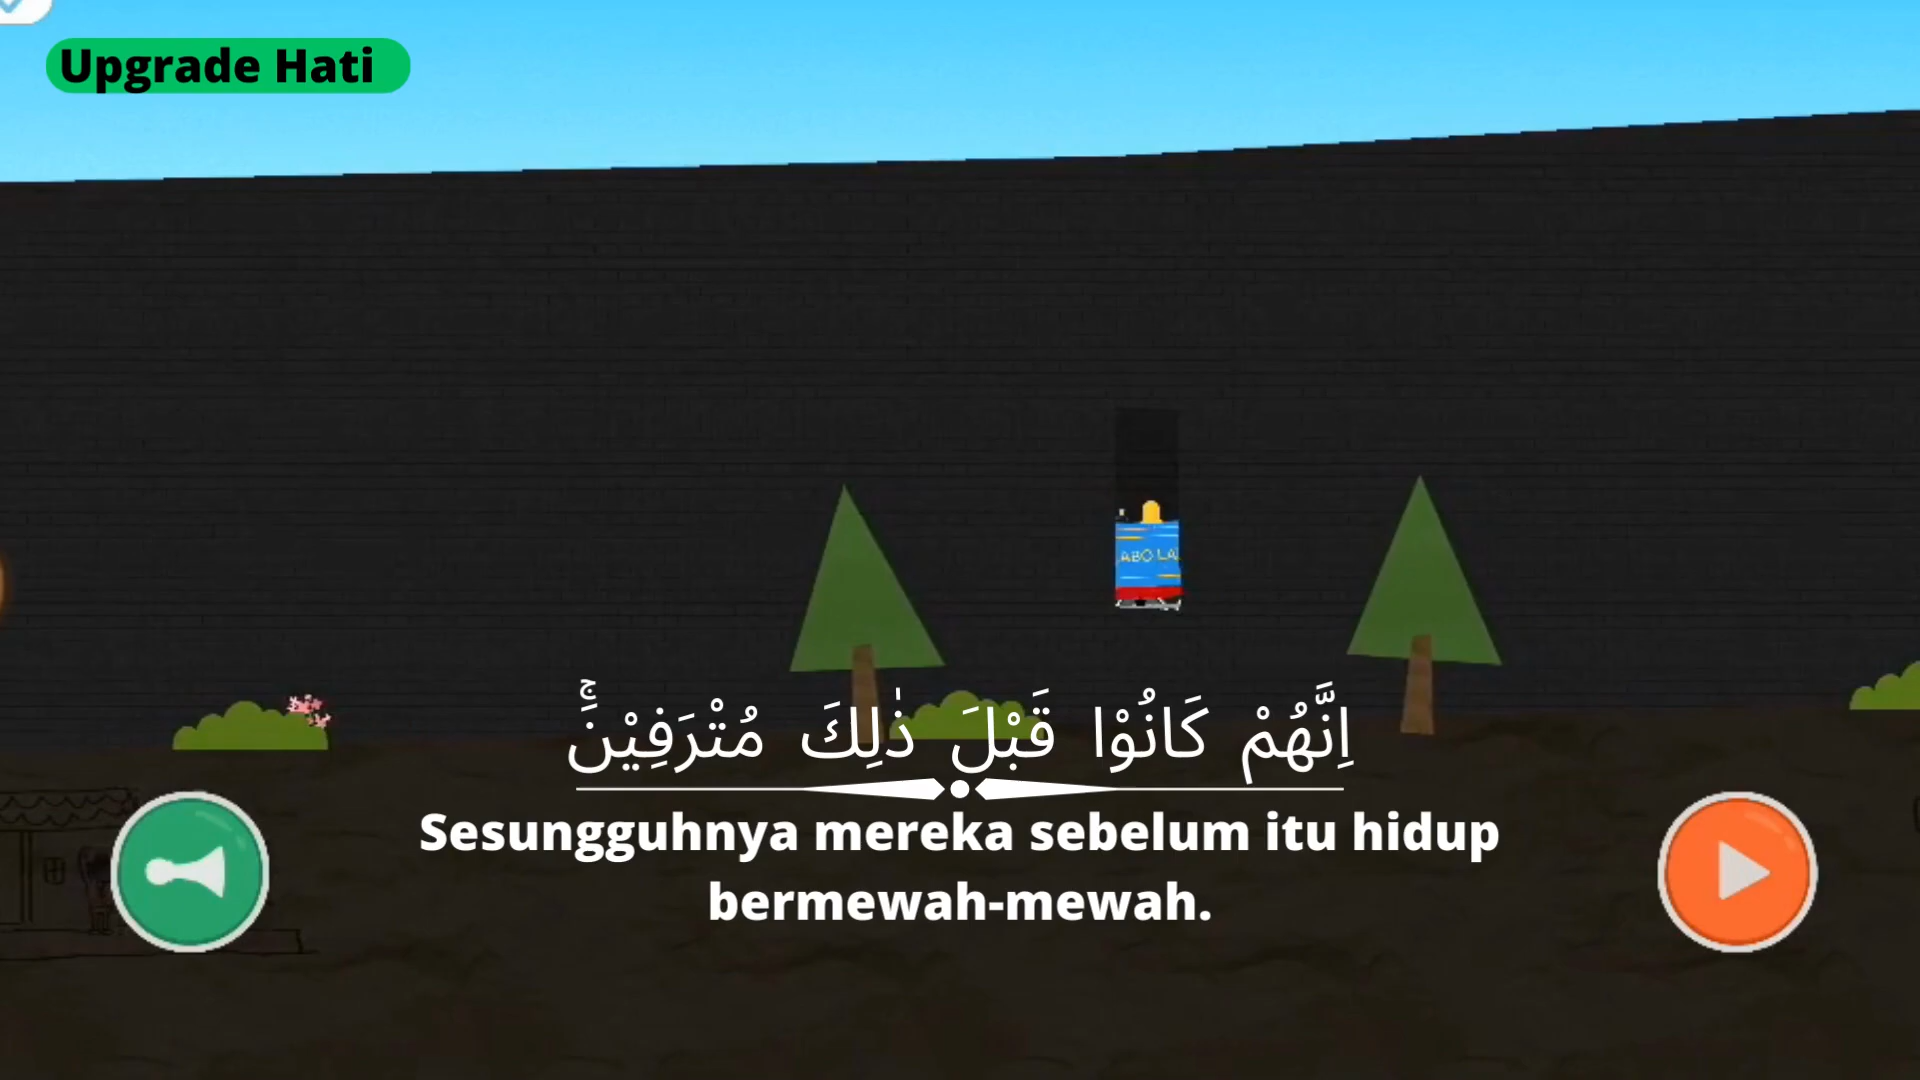 Upgrade Hati
ABO LA
اِنَّهُمْ كَانُوْا قَبْلَ ذٰلِكَ مُتْرَفِيْنَۚ
Sesungguhnya mereka sebelum itu hidup
bermewah-mewah.